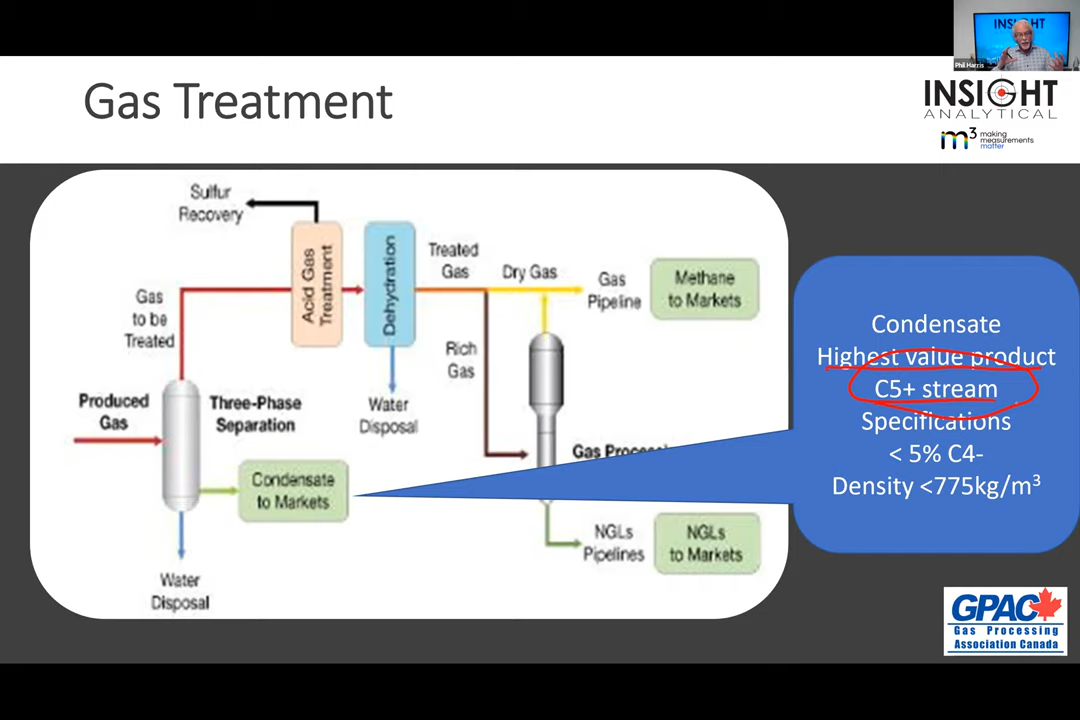 INSIGHT
Phil Harris
Gas Treatment
INSIGHT
ANALYTICAL
m3 making
measurements
matter
Sulfur
Recovery
Acid Gas
Treatment
Dehydration
Treated
Gas
Dry Gas
Gas
Pipeline
Methane
to Markets
Gas
to be
Treated
Rich
Gas
Water
Disposal
Produced
Gas
Three-Phase
Separation
Condensate
to Markets
Water
Disposal
NGLs
Pipelines
NGLs
to Markets
Condensate
Highest value product
C5+ stream
Specifications
< 5% C4-
Density <775kg/m³
GPAC
Gas Processing
Association Canada